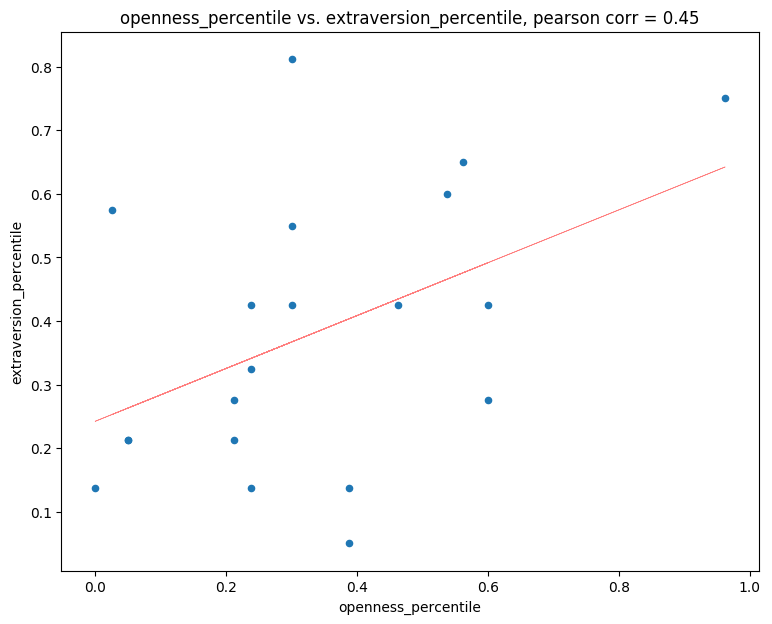 openness_percentile vs. extraversion_percentile, pearson corr = 0.45
extraversion_percentile
0.8
0.7
0.6
0.5
0.4
0.3
0.2
0.1
0.0 0.2 0.4 0.6 0.8 1.0
openness_percentile